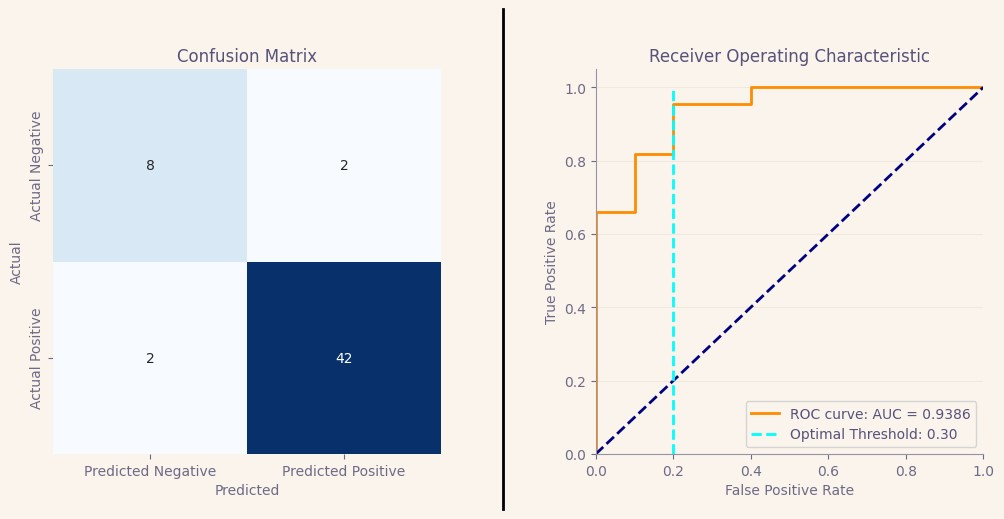 Confusion Matrix
Actual
Actual Negative
Actual Positive
8
2
2
42
Predicted Negative
Predicted Positive
Predicted
Receiver Operating Characteristic
True Positive Rate
1.0
0.8
0.6
0.4
0.2
0.0
ROC curve: AUC = 0.9386
Optimal Threshold: 0.30
0.0 0.2 0.4 0.6 0.8 1.0
False Positive Rate